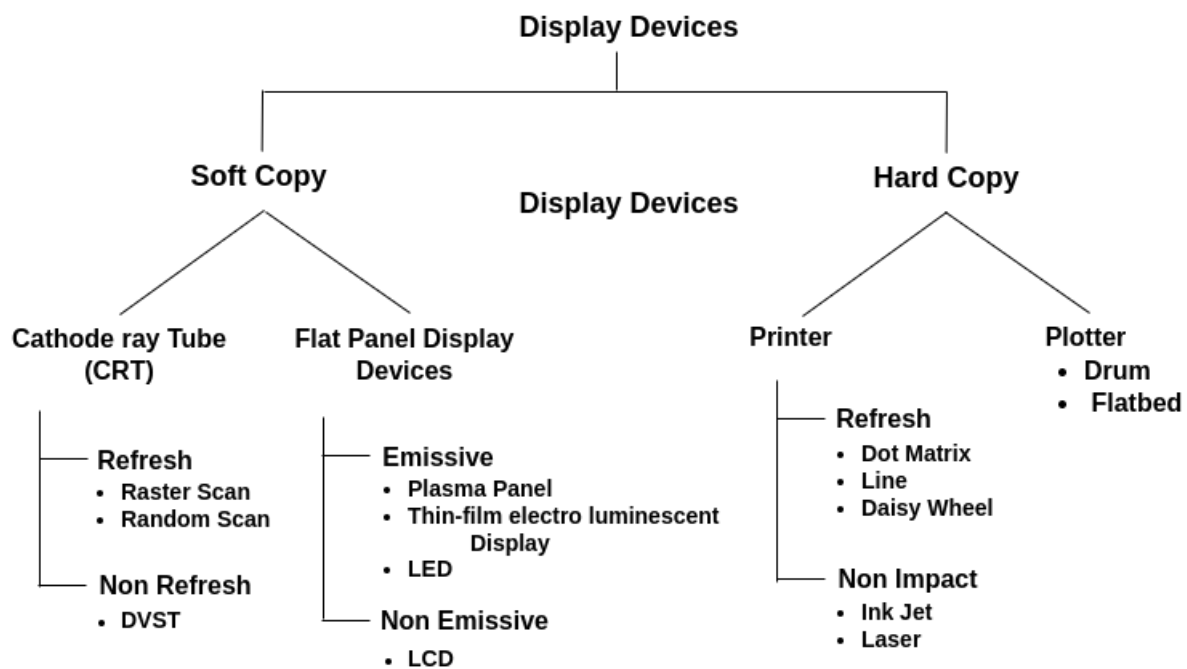 Display Devices
Soft Copy
Hard Copy
Display Devices
Cathode ray Tube
(CRT)
Refresh
• Raster Scan
• Random Scan
Non Refresh
• DVST
Flat Panel Display
Devices
Emissive
• Plasma Panel
• Thin-film electro luminescent
Display
• LED
Non Emissive
• LCD
Printer
Refresh
• Dot Matrix
• Line
• Daisy Wheel
Non Impact
• Ink Jet
• Laser
Plotter
• Drum
• Flatbed